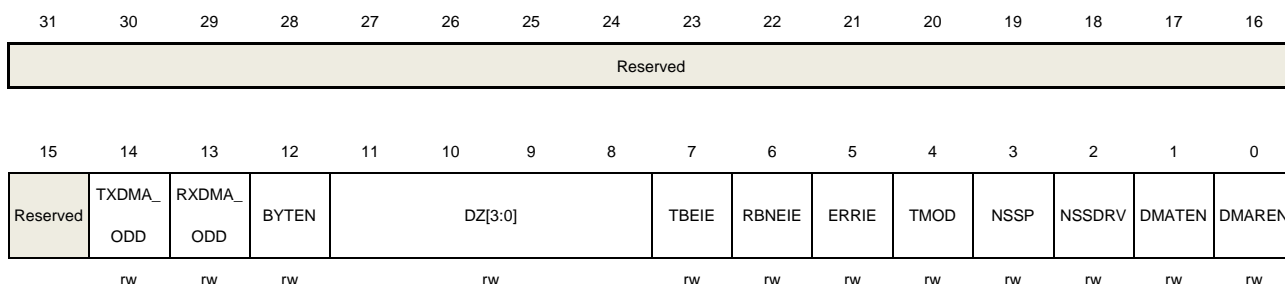 31 30 29 28 27 26 25 24 23 22 21 20 19 18 17 16
Reserved
15 14 13 12 11 10 9 8 7 6 5 4 3 2 1 0
Reserved TXDMA_ RXDMA_ BYTEN DZ[3:0] TBEIE RBNEIE ERRIE TMOD NSSP NSSDRV DMATEN DMAREN
ODD ODD
rw rw rw rw rw rw rw rw rw rw rw rw